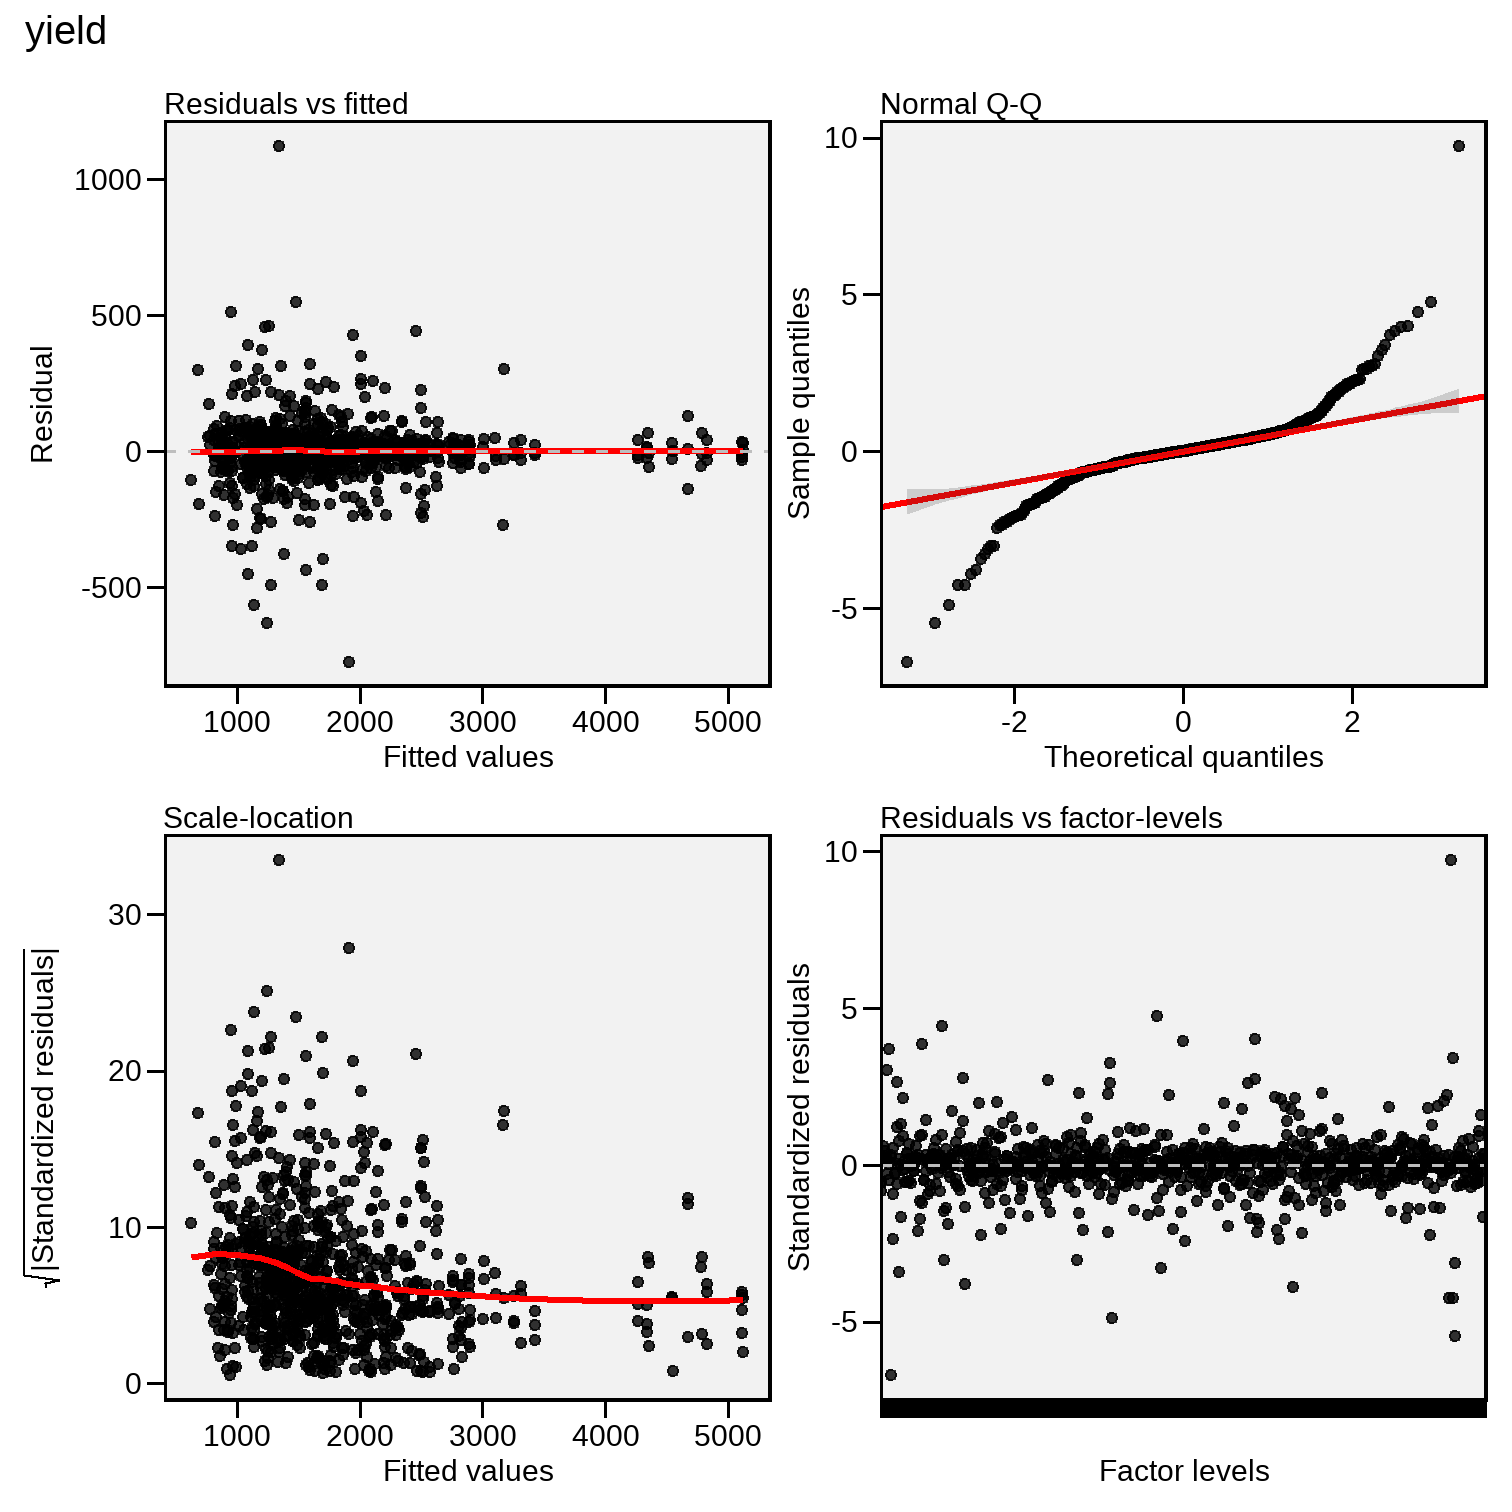 yield
Residuals vs fitted
Residual
1000
500
0
-500
1000 2000 3000 4000 5000
Fitted values
Normal Q-Q
Sample quantiles
10
5
0
-5
-2 0 2
Theoretical quantiles
Scale-location
√|Standardized residuals|
30
20
10
0
1000 2000 3000 4000 5000
Fitted values
Residuals vs factor-levels
Standardized residuals
10
5
0
-5
Factor levels